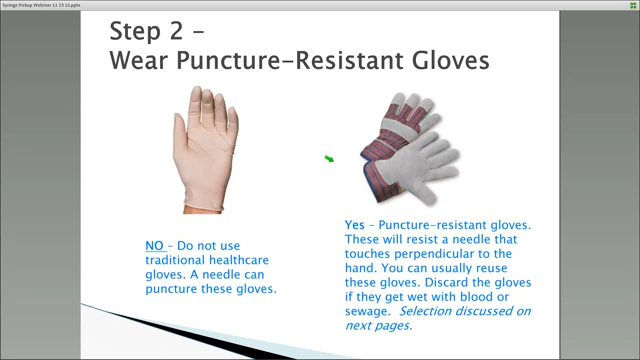 Syringe Pickup Webinar 11 23 15.pptx
Step 2 –
Wear Puncture-Resistant Gloves
NO – Do not use
traditional healthcare
gloves. A needle can
puncture these gloves.
Yes – Puncture-resistant gloves.
These will resist a needle that
touches perpendicular to the
hand. You can usually reuse
these gloves. Discard the gloves
if they get wet with blood or
sewage. Selection discussed on
next pages.